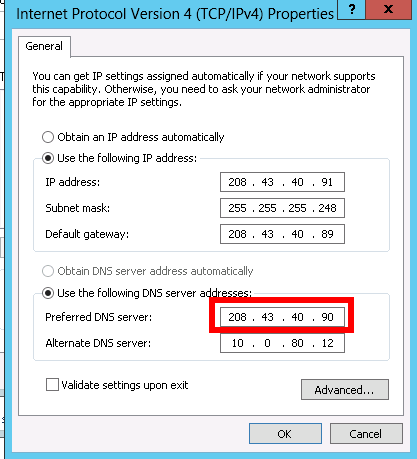 Internet Protocol Version 4 (TCP/IPv4) Properties ? x
General
You can get IP settings assigned automatically if your network supports
this capability. Otherwise, you need to ask your network administrator
for the appropriate IP settings.
Obtain an IP address automatically
Use the following IP address:
IP address: 208 . 43 . 40 . 91
Subnet mask: 255 . 255 . 255 . 248
Default gateway: 208 . 43 . 40 . 89
Obtain DNS server address automatically
Use the following DNS server addresses:
Preferred DNS server: 208 . 43 . 40 . 90
Alternate DNS server: 10 . 0 . 80 . 12
Validate settings upon exit
Advanced...
OK Cancel